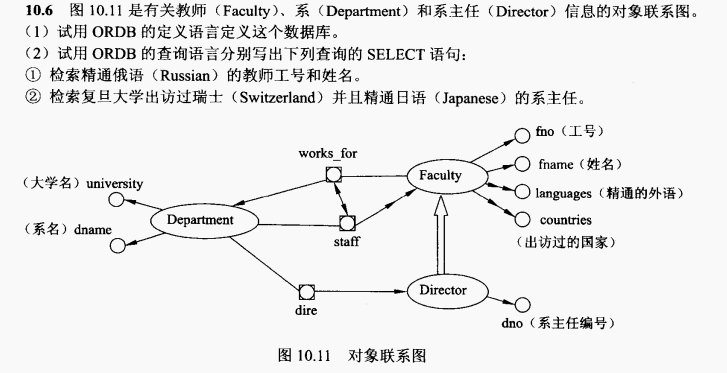 10.6 图 10.11 是有关教师（Faculty）、系（Department）和系主任（Director）信息的对象联系图。
（1）试用 ORDB 的定义语言定义这个数据库。
（2）试用 ORDB 的查询语言分别写出下列查询的 SELECT 语句：
① 检索精通俄语（Russian）的教师工号和姓名。
② 检索复旦大学出访过瑞士（Switzerland）并且精通日语（Japanese）的系主任。
fno（工号）
works_for
Faculty
fname（姓名）
（大学名）university
languages（精通的外语）
Department
countries
（系名）dname
staff
（出访过的国家）
Director
dire
dno（系主任编号）
图 10.11 对象联系图